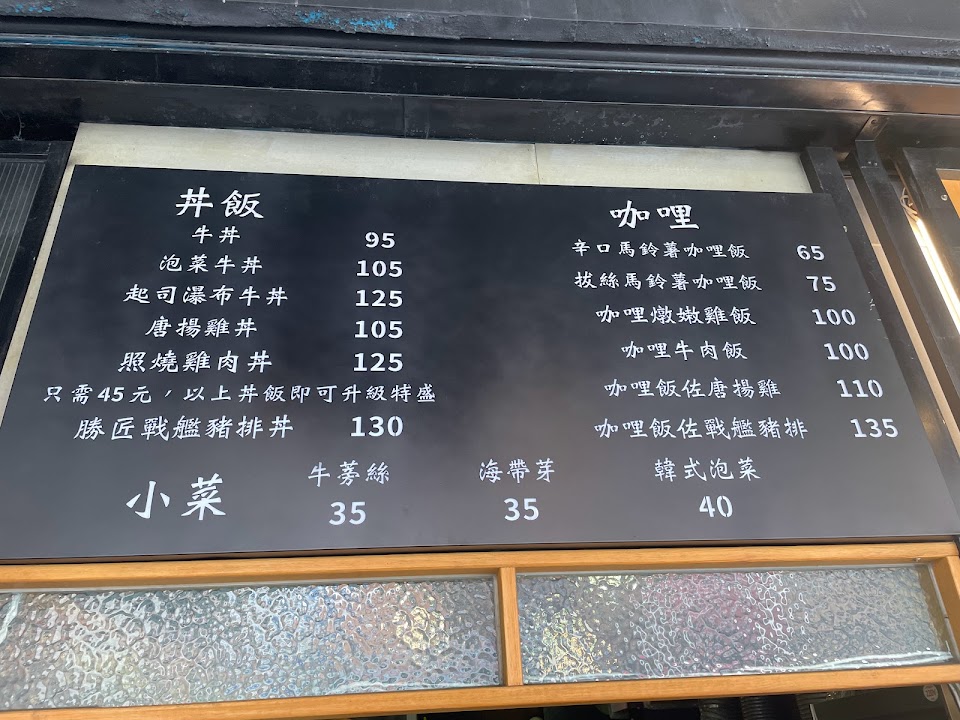 丼飯
牛丼 95
泡菜牛丼 105
起司瀑布牛丼 125
唐揚雞丼 105
照燒雞肉丼 125
只需45元，以上丼飯即可升級特盛
勝匠戰艦豬排丼 130
咖哩
辛口馬鈴薯咖哩飯 65
拔絲馬鈴薯咖哩飯 75
咖哩燉嫩雞飯 100
咖哩牛肉飯 100
咖哩飯佐唐揚雞 110
咖哩飯佐戰艦豬排 135
小菜
牛蒡絲 35
海帶芽 35
韓式泡菜 40